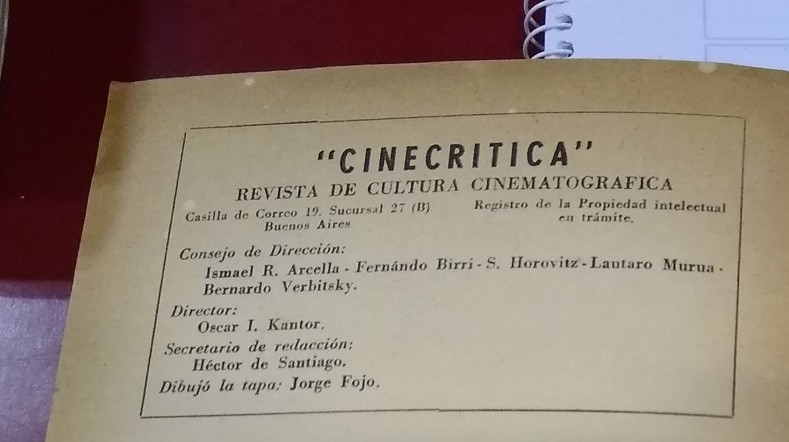 "CINECRITICA"
REVISTA DE CULTURA CINEMATOGRAFICA
Casilla de Correo 19. Sucursal 27 (B)
Buenos Aires
Registro de la Propiedad intelectual
en trámite.
Consejo de Dirección:
Ismael R. Arcella - Fernándo Birri - S. Horovitz - Lautaro Murua -
Bernardo Verbitsky.
Director:
Oscar I. Kantor.
Secretario de redacción:
Héctor de Santiago.
Dibujó la tapa: Jorge Fojo.